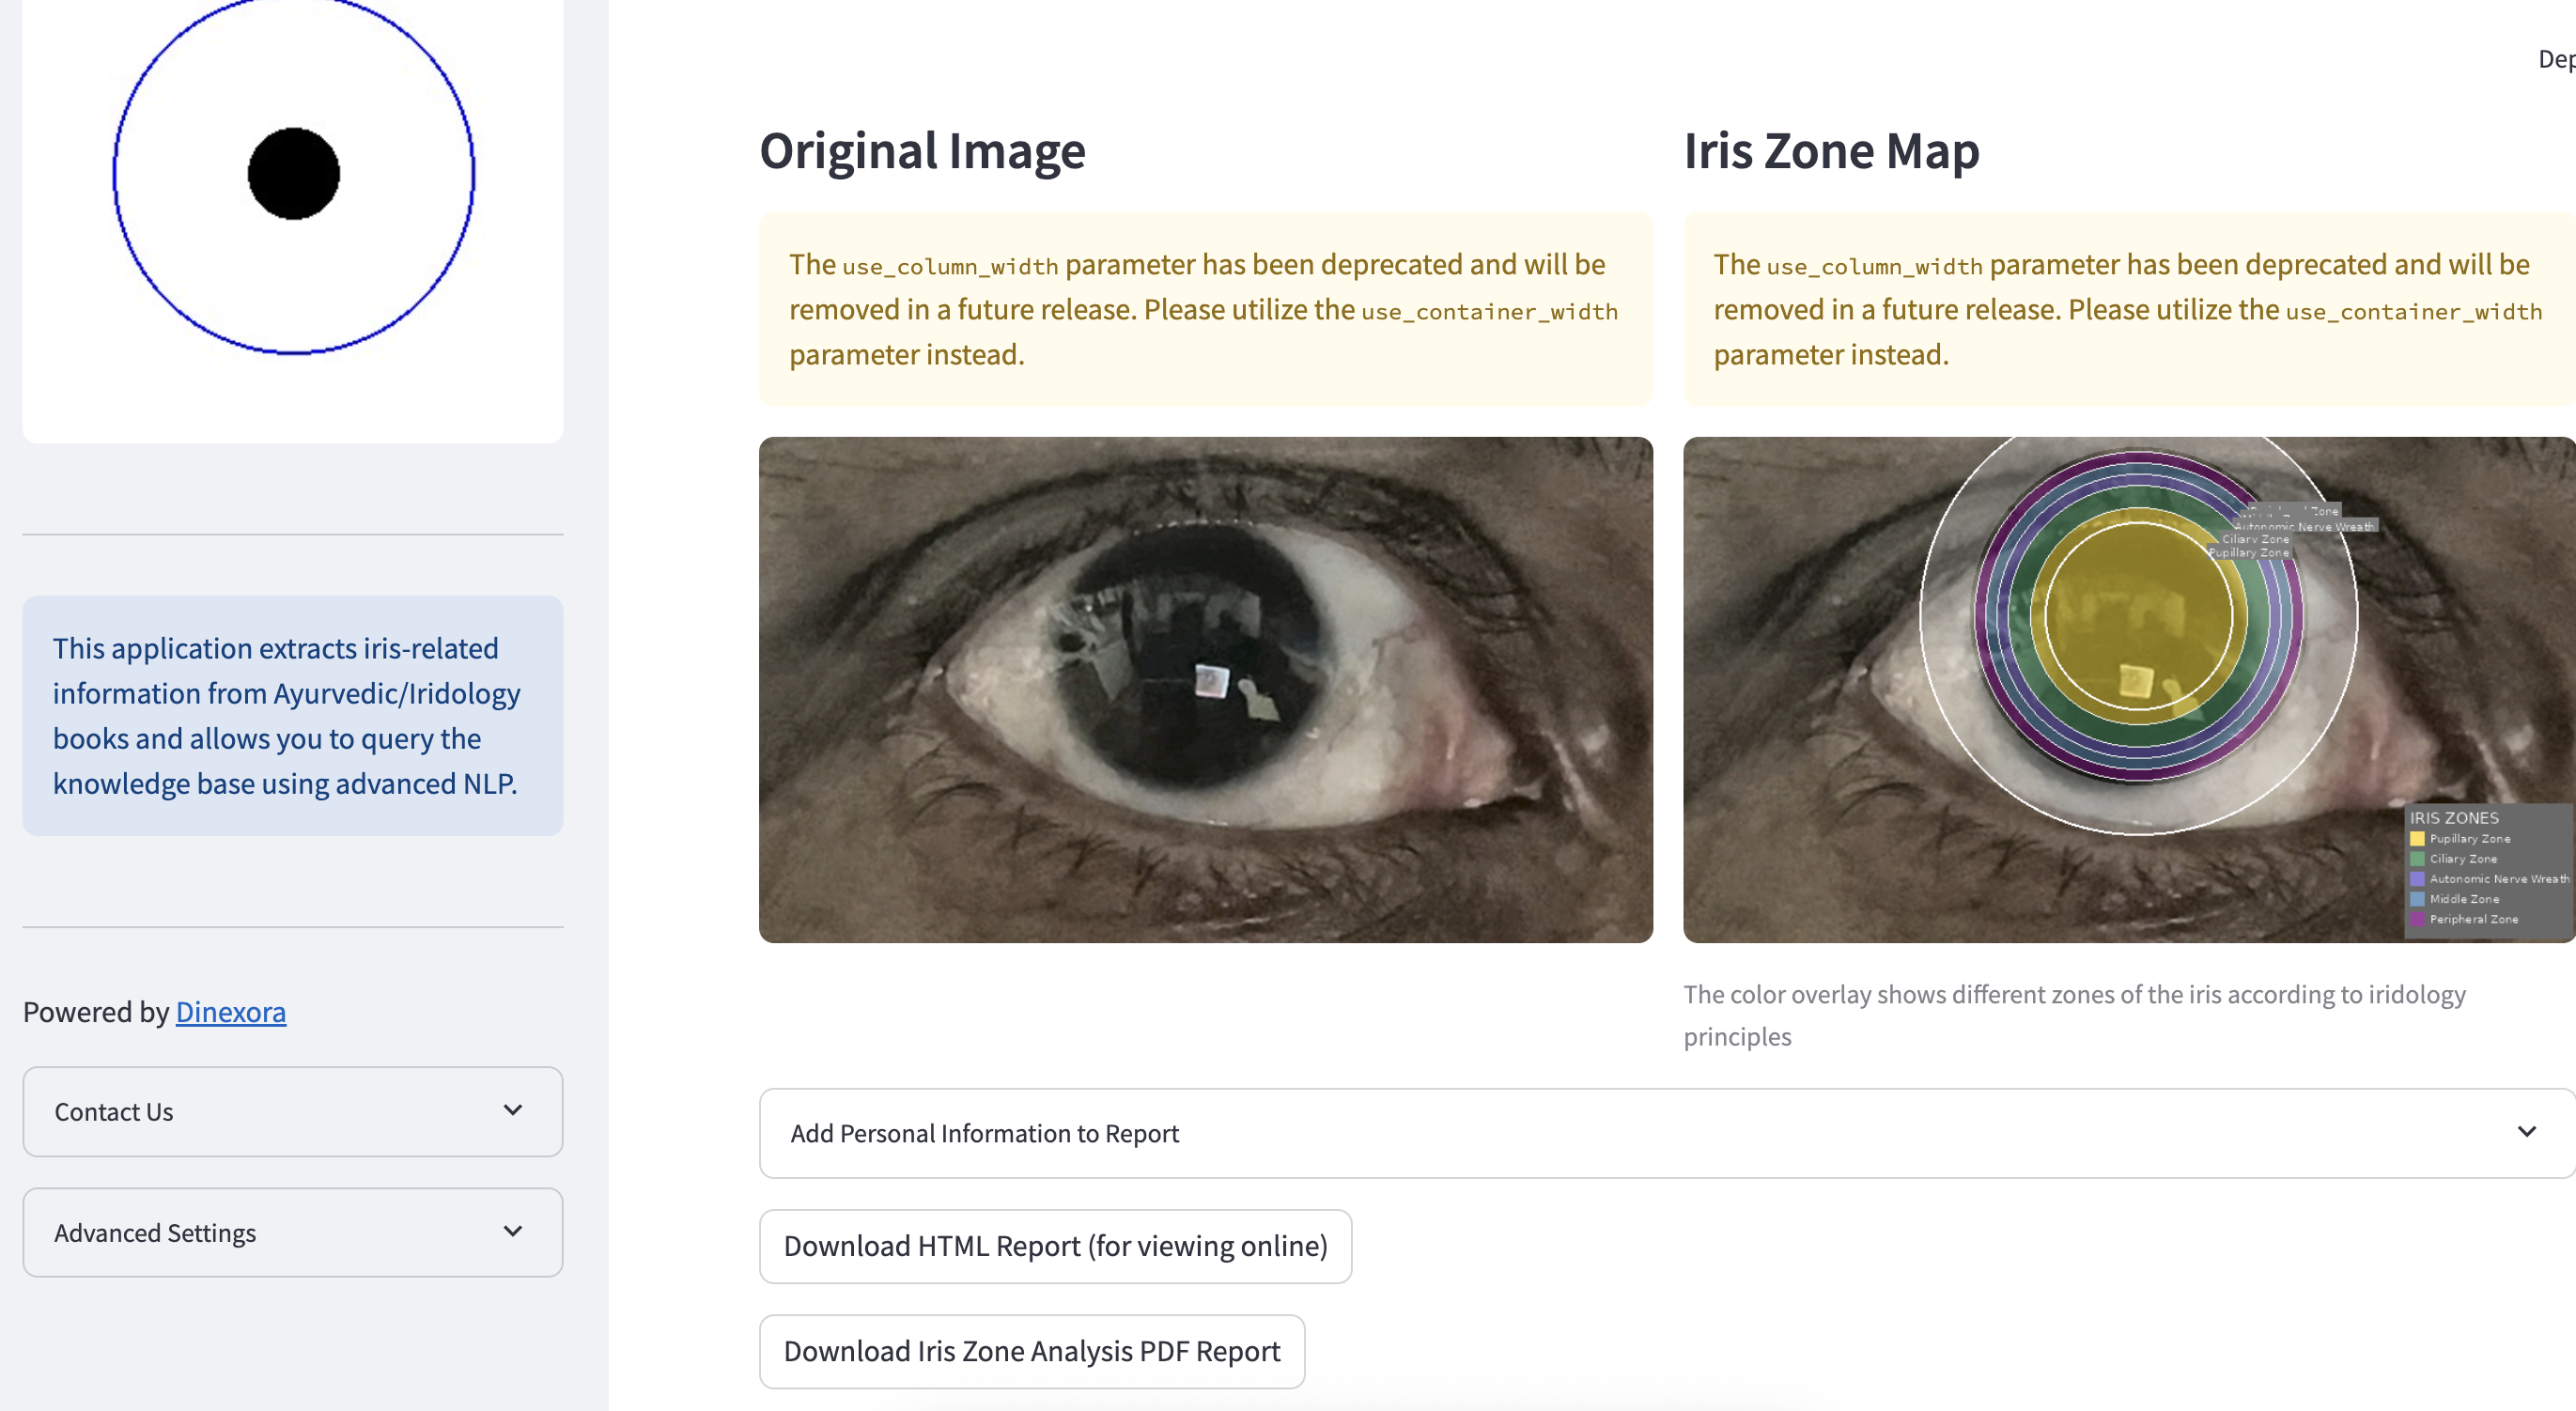 This application extracts iris-related
information from Ayurvedic/Iridology
books and allows you to query the
knowledge base using advanced NLP.
Powered by Dinexora
Contact Us
Advanced Settings
Dep
Original Image
The use_column_width parameter has been deprecated and will be
removed in a future release. Please utilize the use_container_width
parameter instead.
Iris Zone Map
The use_column_width parameter has been deprecated and will be
removed in a future release. Please utilize the use_container_width
parameter instead.
Zone
Autonomic Nerve Wreath
Ciliary Zone
Pupillary Zone
IRIS ZONES
Pupillary Zone
Ciliary Zone
Autonomic Nerve Wreath
Middle Zone
Peripheral Zone
The color overlay shows different zones of the iris according to iridology
principles
Add Personal Information to Report
Download HTML Report (for viewing online)
Download Iris Zone Analysis PDF Report